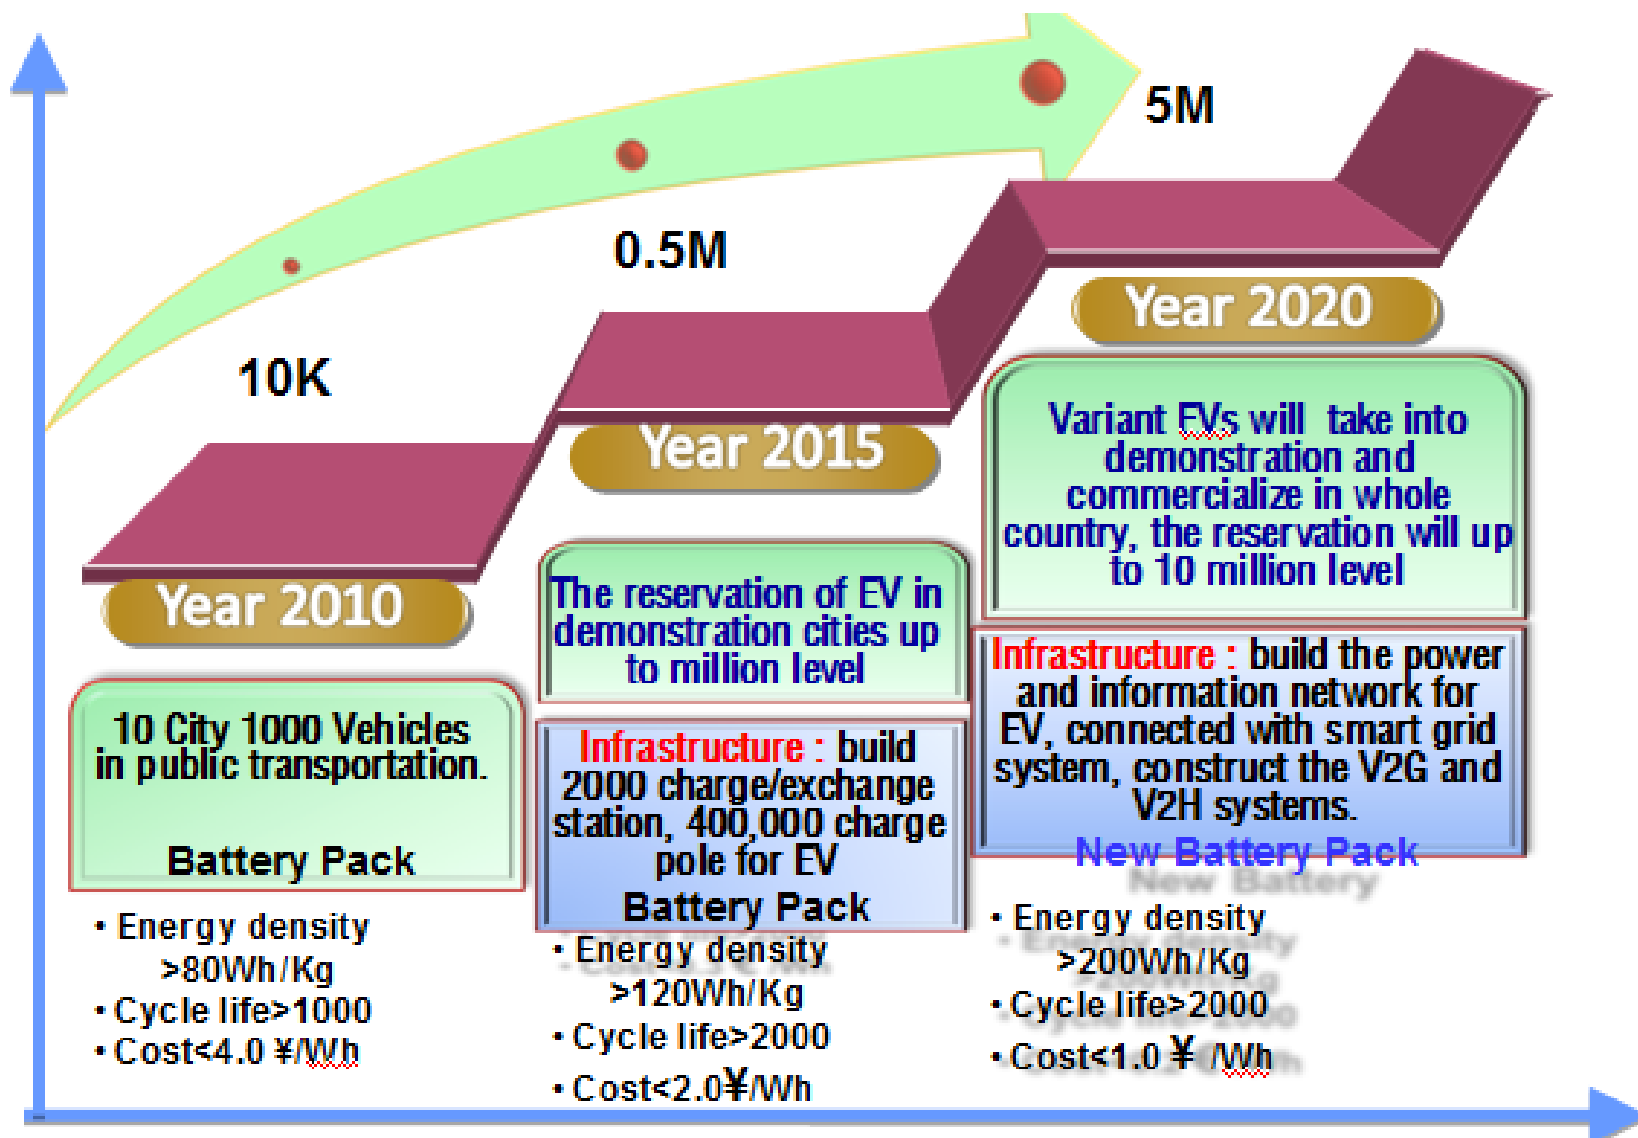 5M
0.5M
10K
Year 2010
10 City 1000 Vehicles
in public transportation.
Battery Pack
• Energy density
>80Wh/Kg
• Cycle life>1000
• Cost<4.0 ¥/Wh
Year 2015
The reservation of EV in
demonstration cities up
to million level
Infrastructure : build
2000 charge/exchange
station, 400,000 charge
pole for EV
Battery Pack
• Energy density
>120Wh/Kg
• Cycle life>2000
• Cost<2.0¥/Wh
Year 2020
Variant EVs will take into
demonstration and
commercialize in whole
country, the reservation will up
to 10 million level
Infrastructure : build the power
and information network for
EV, connected with smart grid
system, construct the V2G and
V2H systems.
New Battery Pack
New Battery
• Energy density
>200Wh/Kg
• Cycle life>2000
• Cost<1.0 ¥ /Wh